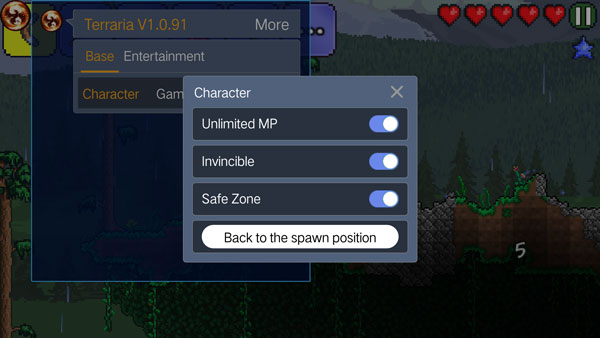 Terraria V1.0.91 More
Base Entertainment
Character Gam
Character
Unlimited MP
Invincible
Safe Zone
Back to the spawn position
5